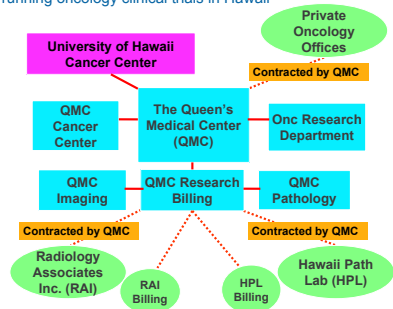 running oncology clinical trials in Hawaii
Private
Oncology
Offices
University of Hawaii
Cancer Center
Contracted by QMC
QMC
Cancer
Center
The Queen's
Medical Center
(QMC)
Onc Research
Department
QMC
Imaging
QMC Research
Billing
QMC
Pathology
Contracted by QMC
Contracted by QMC
Radiology
Associates
Inc. (RAI)
RAI
Billing
HPL
Billing
Hawaii Path
Lab (HPL)